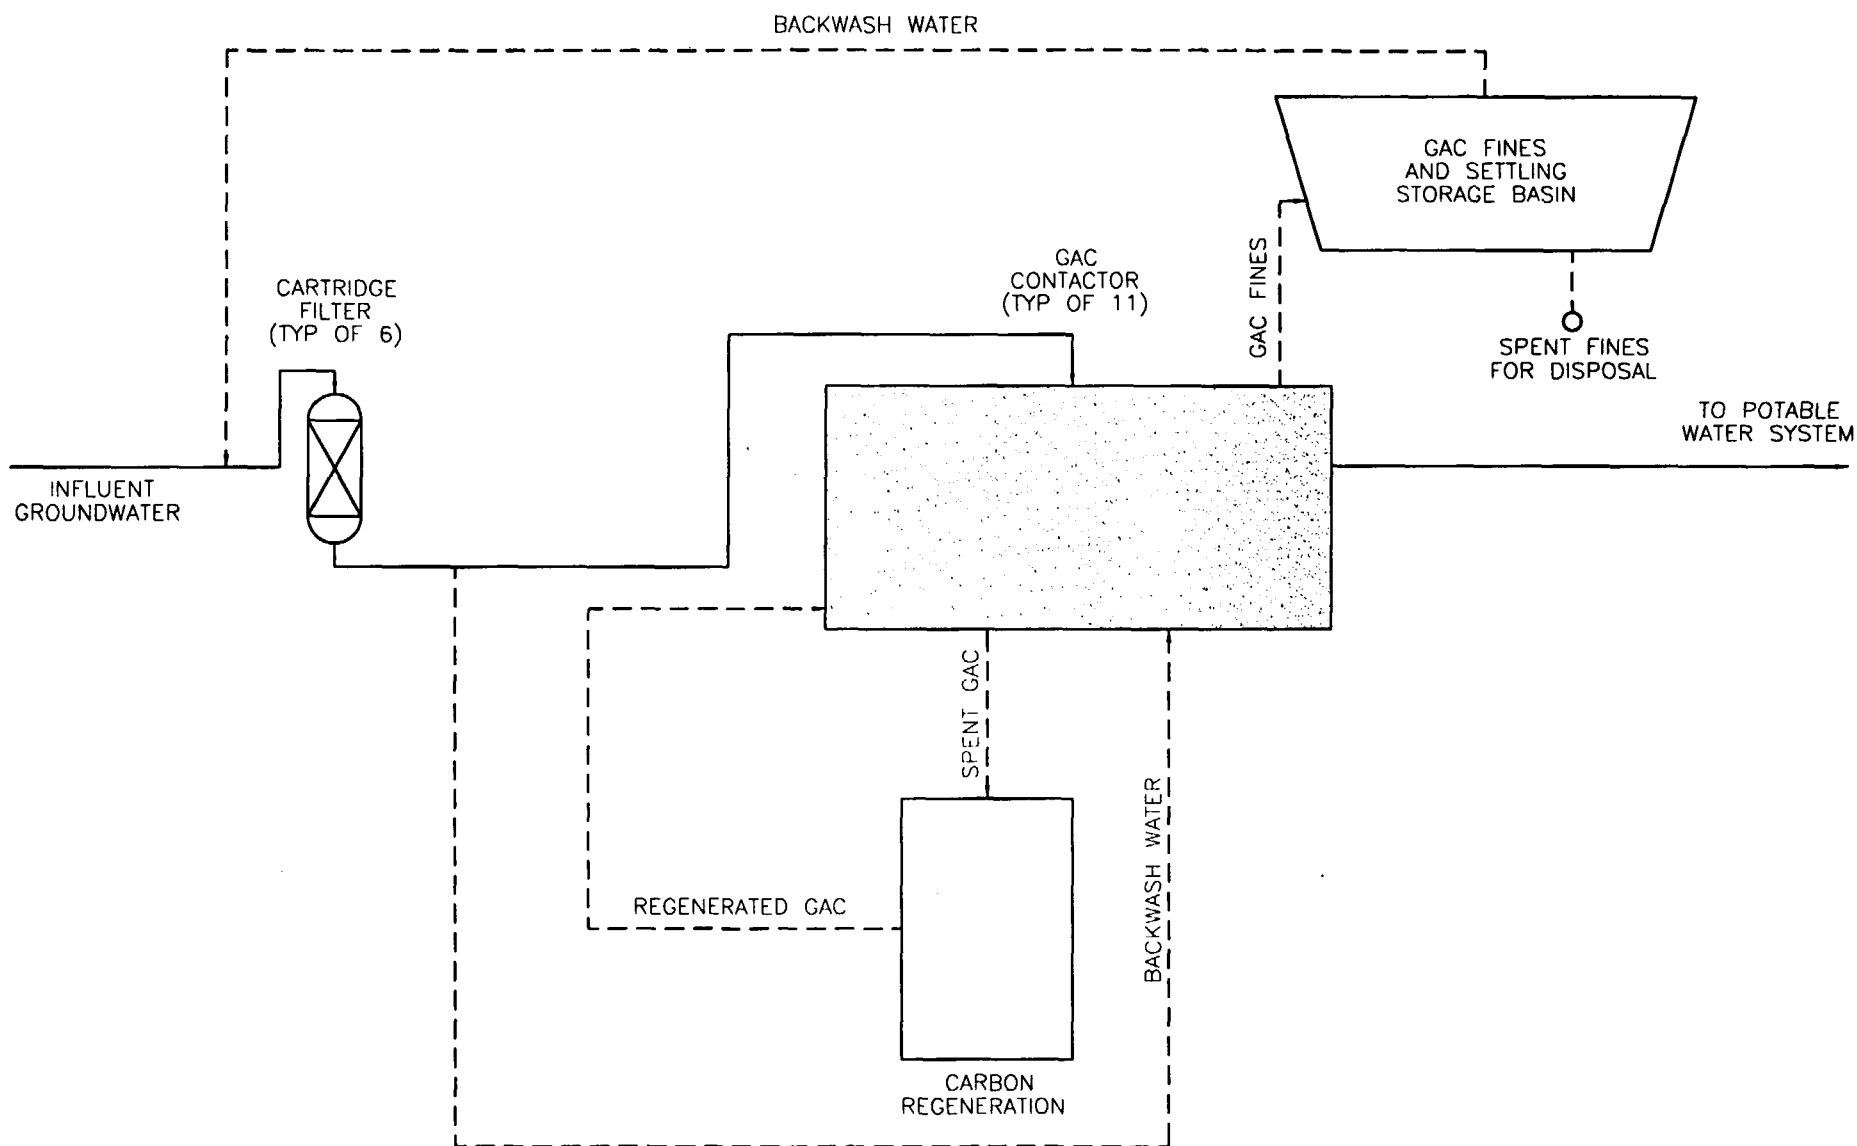 BACKWASH WATER
GAC FINES
AND SETTLING
STORAGE BASIN
GAC
CONTACTOR
(TYP OF 11)
GAC FINES
CARTRIDGE
FILTER
(TYP OF 6)
SPENT FINES
FOR DISPOSAL
TO POTABLE
WATER SYSTEM
INFLUENT
GROUNDWATER
SPENT GAC
BACKWASH WATER
REGENERATED GAC
CARBON
REGENERATION